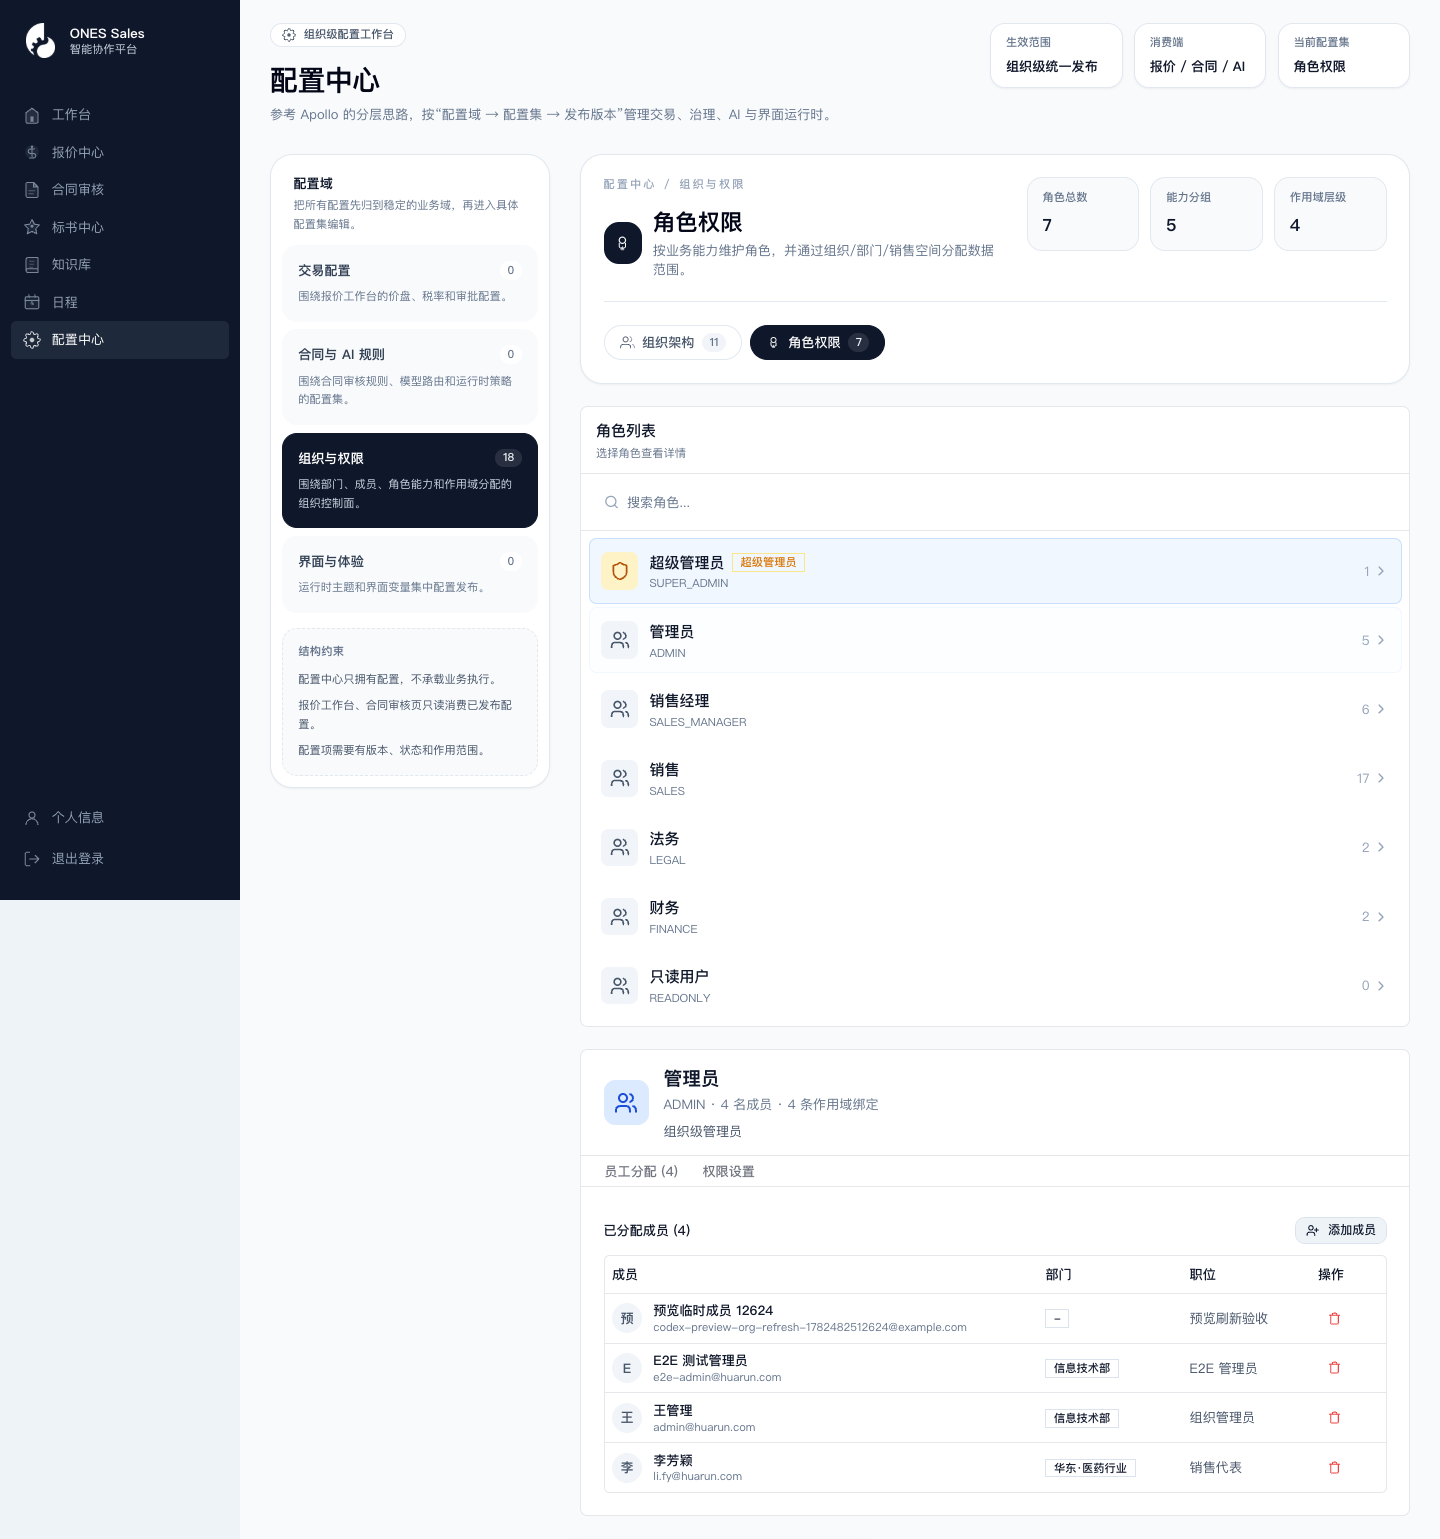 ONES Sales
智能协作平台
工作台
报价中心
合同审核
标书中心
知识库
日程
配置中心
个人信息
退出登录
组织级配置工作台
配置中心
参考 Apollo 的分层思路，按“配置域 → 配置集 → 发布版本”管理交易、治理、AI 与界面运行时。
生效范围
组织级统一发布
消费端
报价 / 合同 / AI
当前配置集
角色权限
配置域
把所有配置先归到稳定的业务域，再进入具体
配置集编辑。
交易配置 0
围绕报价工作台的价盘、税率和审批配置。
合同与 AI 规则 0
围绕合同审核规则、模型路由和运行时策略
的配置集。
组织与权限 18
围绕部门、成员、角色能力和作用域分配的
组织控制面。
界面与体验 0
运行时主题和界面变量集中配置发布。
结构约束
配置中心只拥有配置，不承载业务执行。
报价工作台、合同审核页只读消费已发布配
置。
配置项需要有版本、状态和作用范围。
配置中心 / 组织与权限
角色权限
按业务能力维护角色，并通过组织/部门/销售空间分配数据
范围。
角色总数
7
能力分组
5
作用域层级
4
组织架构 11
角色权限 7
角色列表
选择角色查看详情
搜索角色...
超级管理员 超级管理员
SUPER_ADMIN
1
管理员
ADMIN
5
销售经理
SALES_MANAGER
6
销售
SALES
17
法务
LEGAL
2
财务
FINANCE
2
只读用户
READONLY
0
管理员
ADMIN · 4 名成员 · 4 条作用域绑定
组织级管理员
员工分配 (4) 权限设置
已分配成员 (4) 添加成员
成员 部门 职位 操作
预 预览临时成员 12624
codex-preview-org-refresh-1782482512624@example.com
– 预览刷新验收
E E2E 测试管理员
e2e-admin@huarun.com
信息技术部 E2E 管理员
王 王管理
admin@huarun.com
信息技术部 组织管理员
李 李芳颖
li.fy@huarun.com
华东·医药行业 销售代表